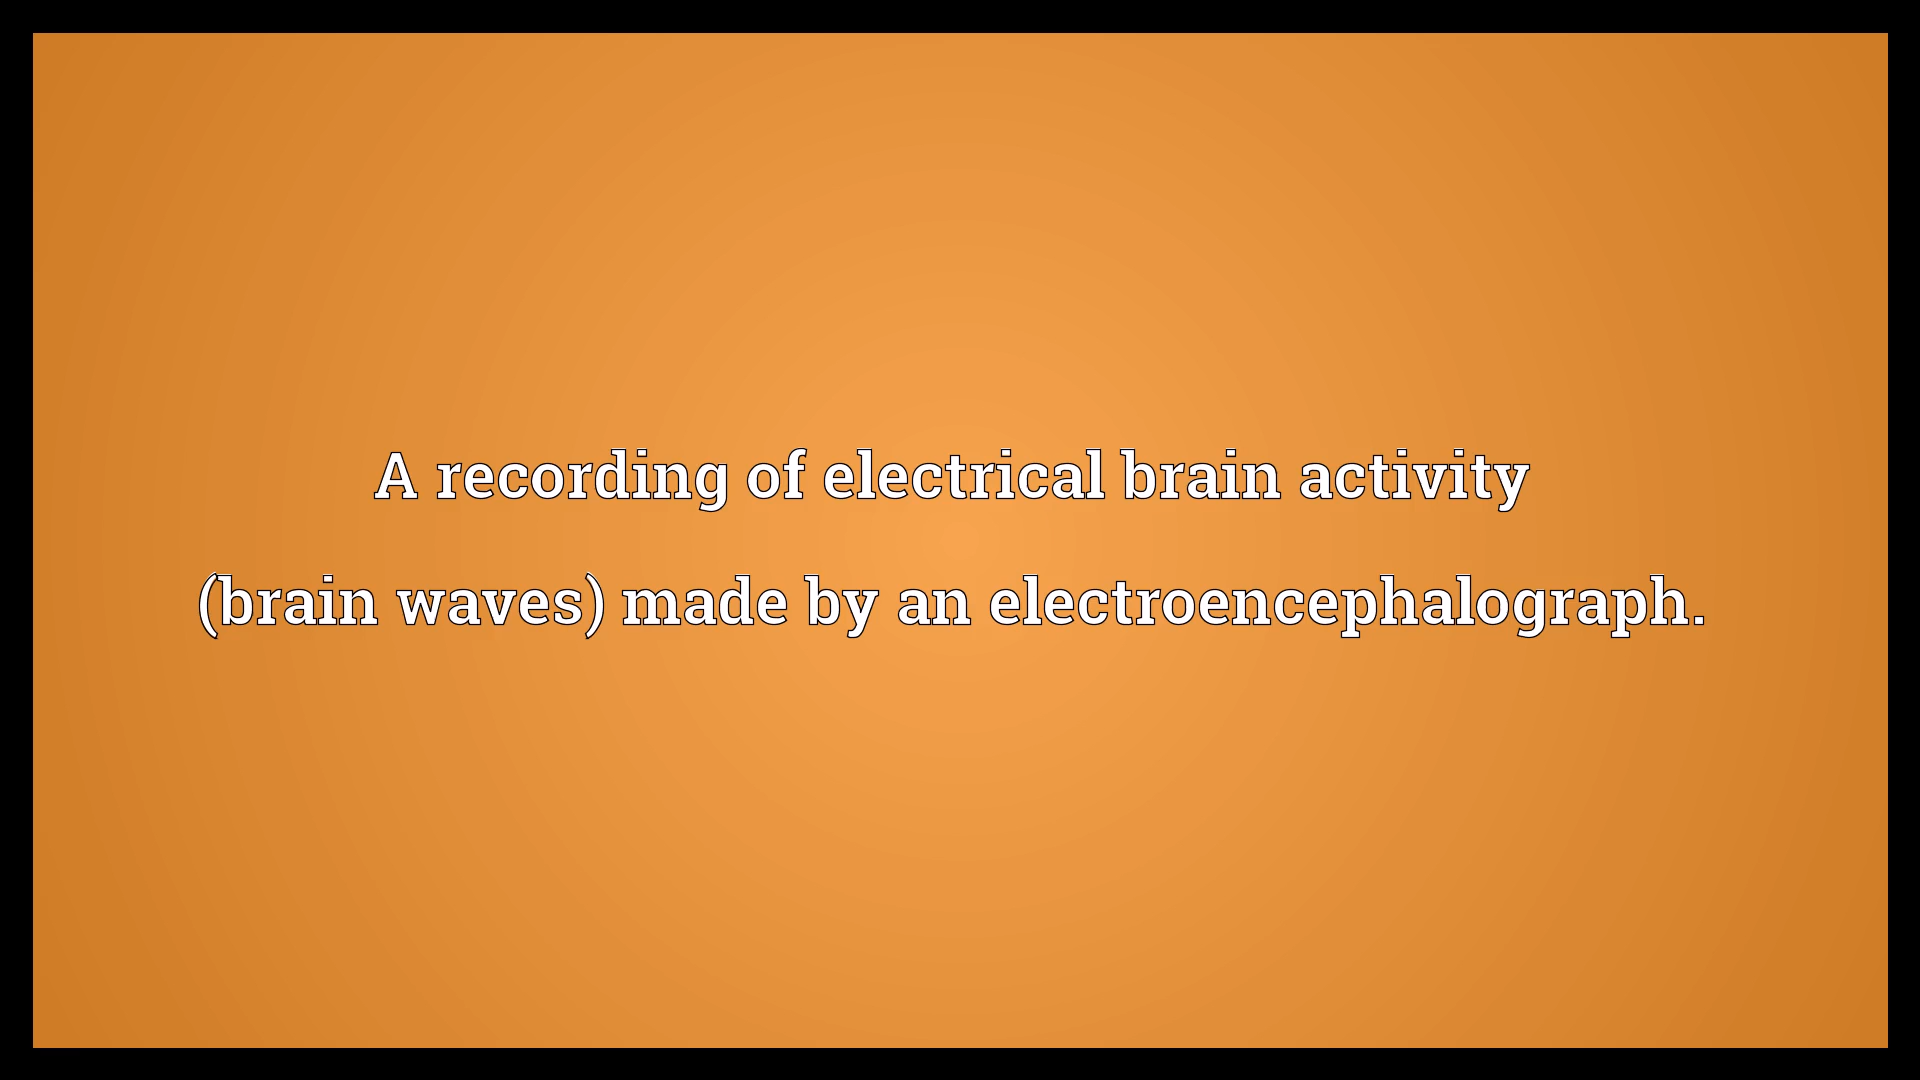 A recording of electrical brain activity
(brain waves) made by an electroencephalograph.